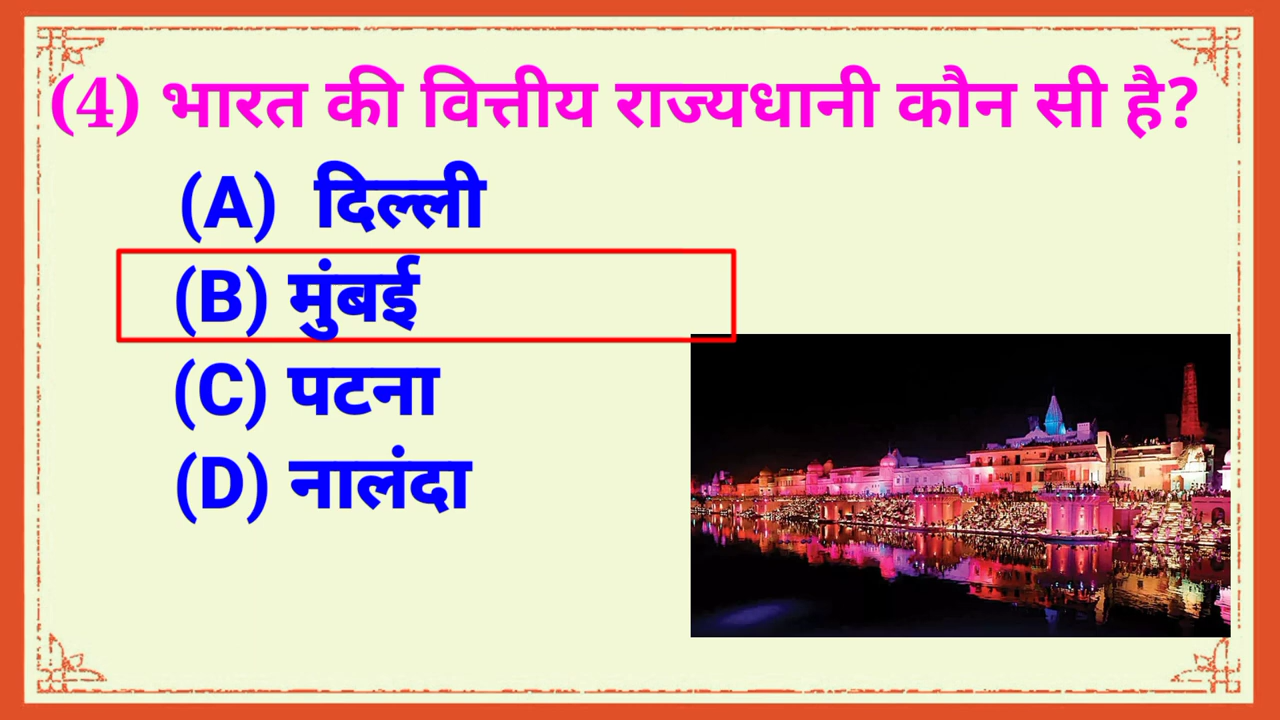 (4) भारत की वित्तीय राज्यधानी कौन सी है?
(A) दिल्ली
(B) मुंबई
(C) पटना
(D) नालंदा